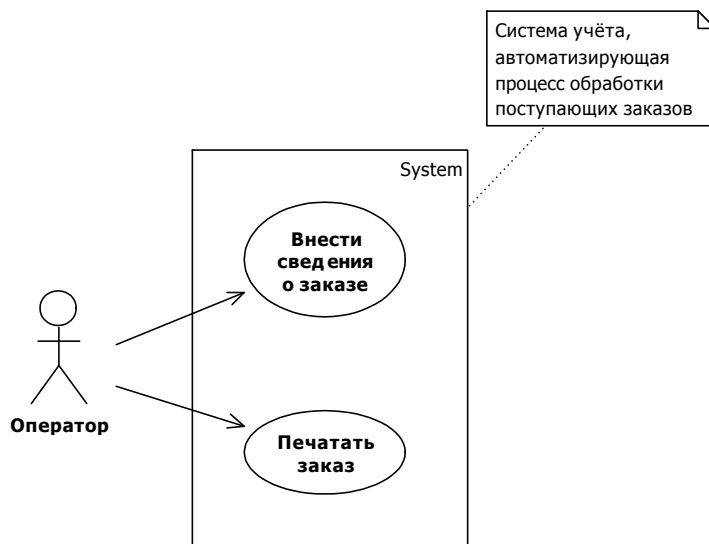 Система учёта,
автоматизирующая
процесс обработки
поступающих заказов
System
Внести
сведения
о заказе
Оператор
Печатать
заказ